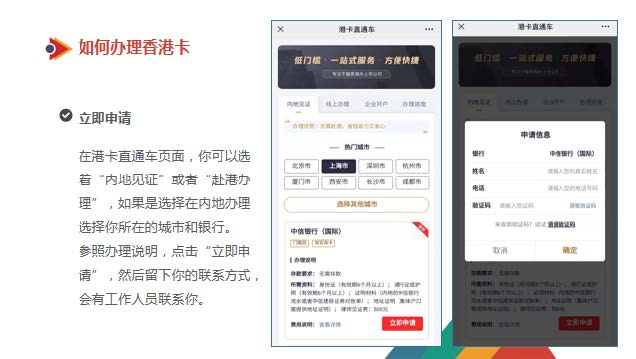 如何办理香港卡
立即申请
在港卡直通车页面，你可以选
着“内地见证”或者“赴港办
理”，如果是选择在内地办理
选择你所在的城市和银行。
参照办理说明，点击“立即申
请”，然后留下你的联系方式，
会有工作人员联系你。
港卡直通车
低门槛·一站式服务·方便快捷
专注于服务海外上市公司
内地见证 线上办理 企业开户 办理进度
办理优势：无需赴港，省钱省力又省心
热门城市
北京市 上海市 深圳市 杭州市
厦门市 西安市 长沙市 成都市
选择其他城市
中信银行（国际）
门槛低 有实体卡
办理说明
存款要求： 无需存款
所需资料： 身份证（有效期6个月以上）； 通行证或护
照（有效期6个月以上）； 证明材料（内地的中信银行
流水或者中信建投证券对账单）； 地址证明（集体户口
需提供地址证明）； 律师见证费：500元
费用说明： 查看详情
立即申请
港卡直通车
低门槛·一站式服务·方便快捷
专注于服务海外上市公司
内地见证 线上办理 企业开户 办理进度
申请信息
银行 中信银行（国际）
姓名 请输入您的真实姓名
电话 请输入您的电话号码
验证码 请输入验证码 获取验证码
未收到验证码？试试 语音验证码
取消 确定
门槛低 有实体卡
办理说明
存款要求： 无需存款
所需资料： 身份证（有效期6个月以上）； 通行证或护
照（有效期6个月以上）； 证明材料（内地的中信银行
流水或者中信建投证券对账单）； 地址证明（集体户口
需提供地址证明）； 律师见证费：500元
费用说明： 查看详情
立即申请